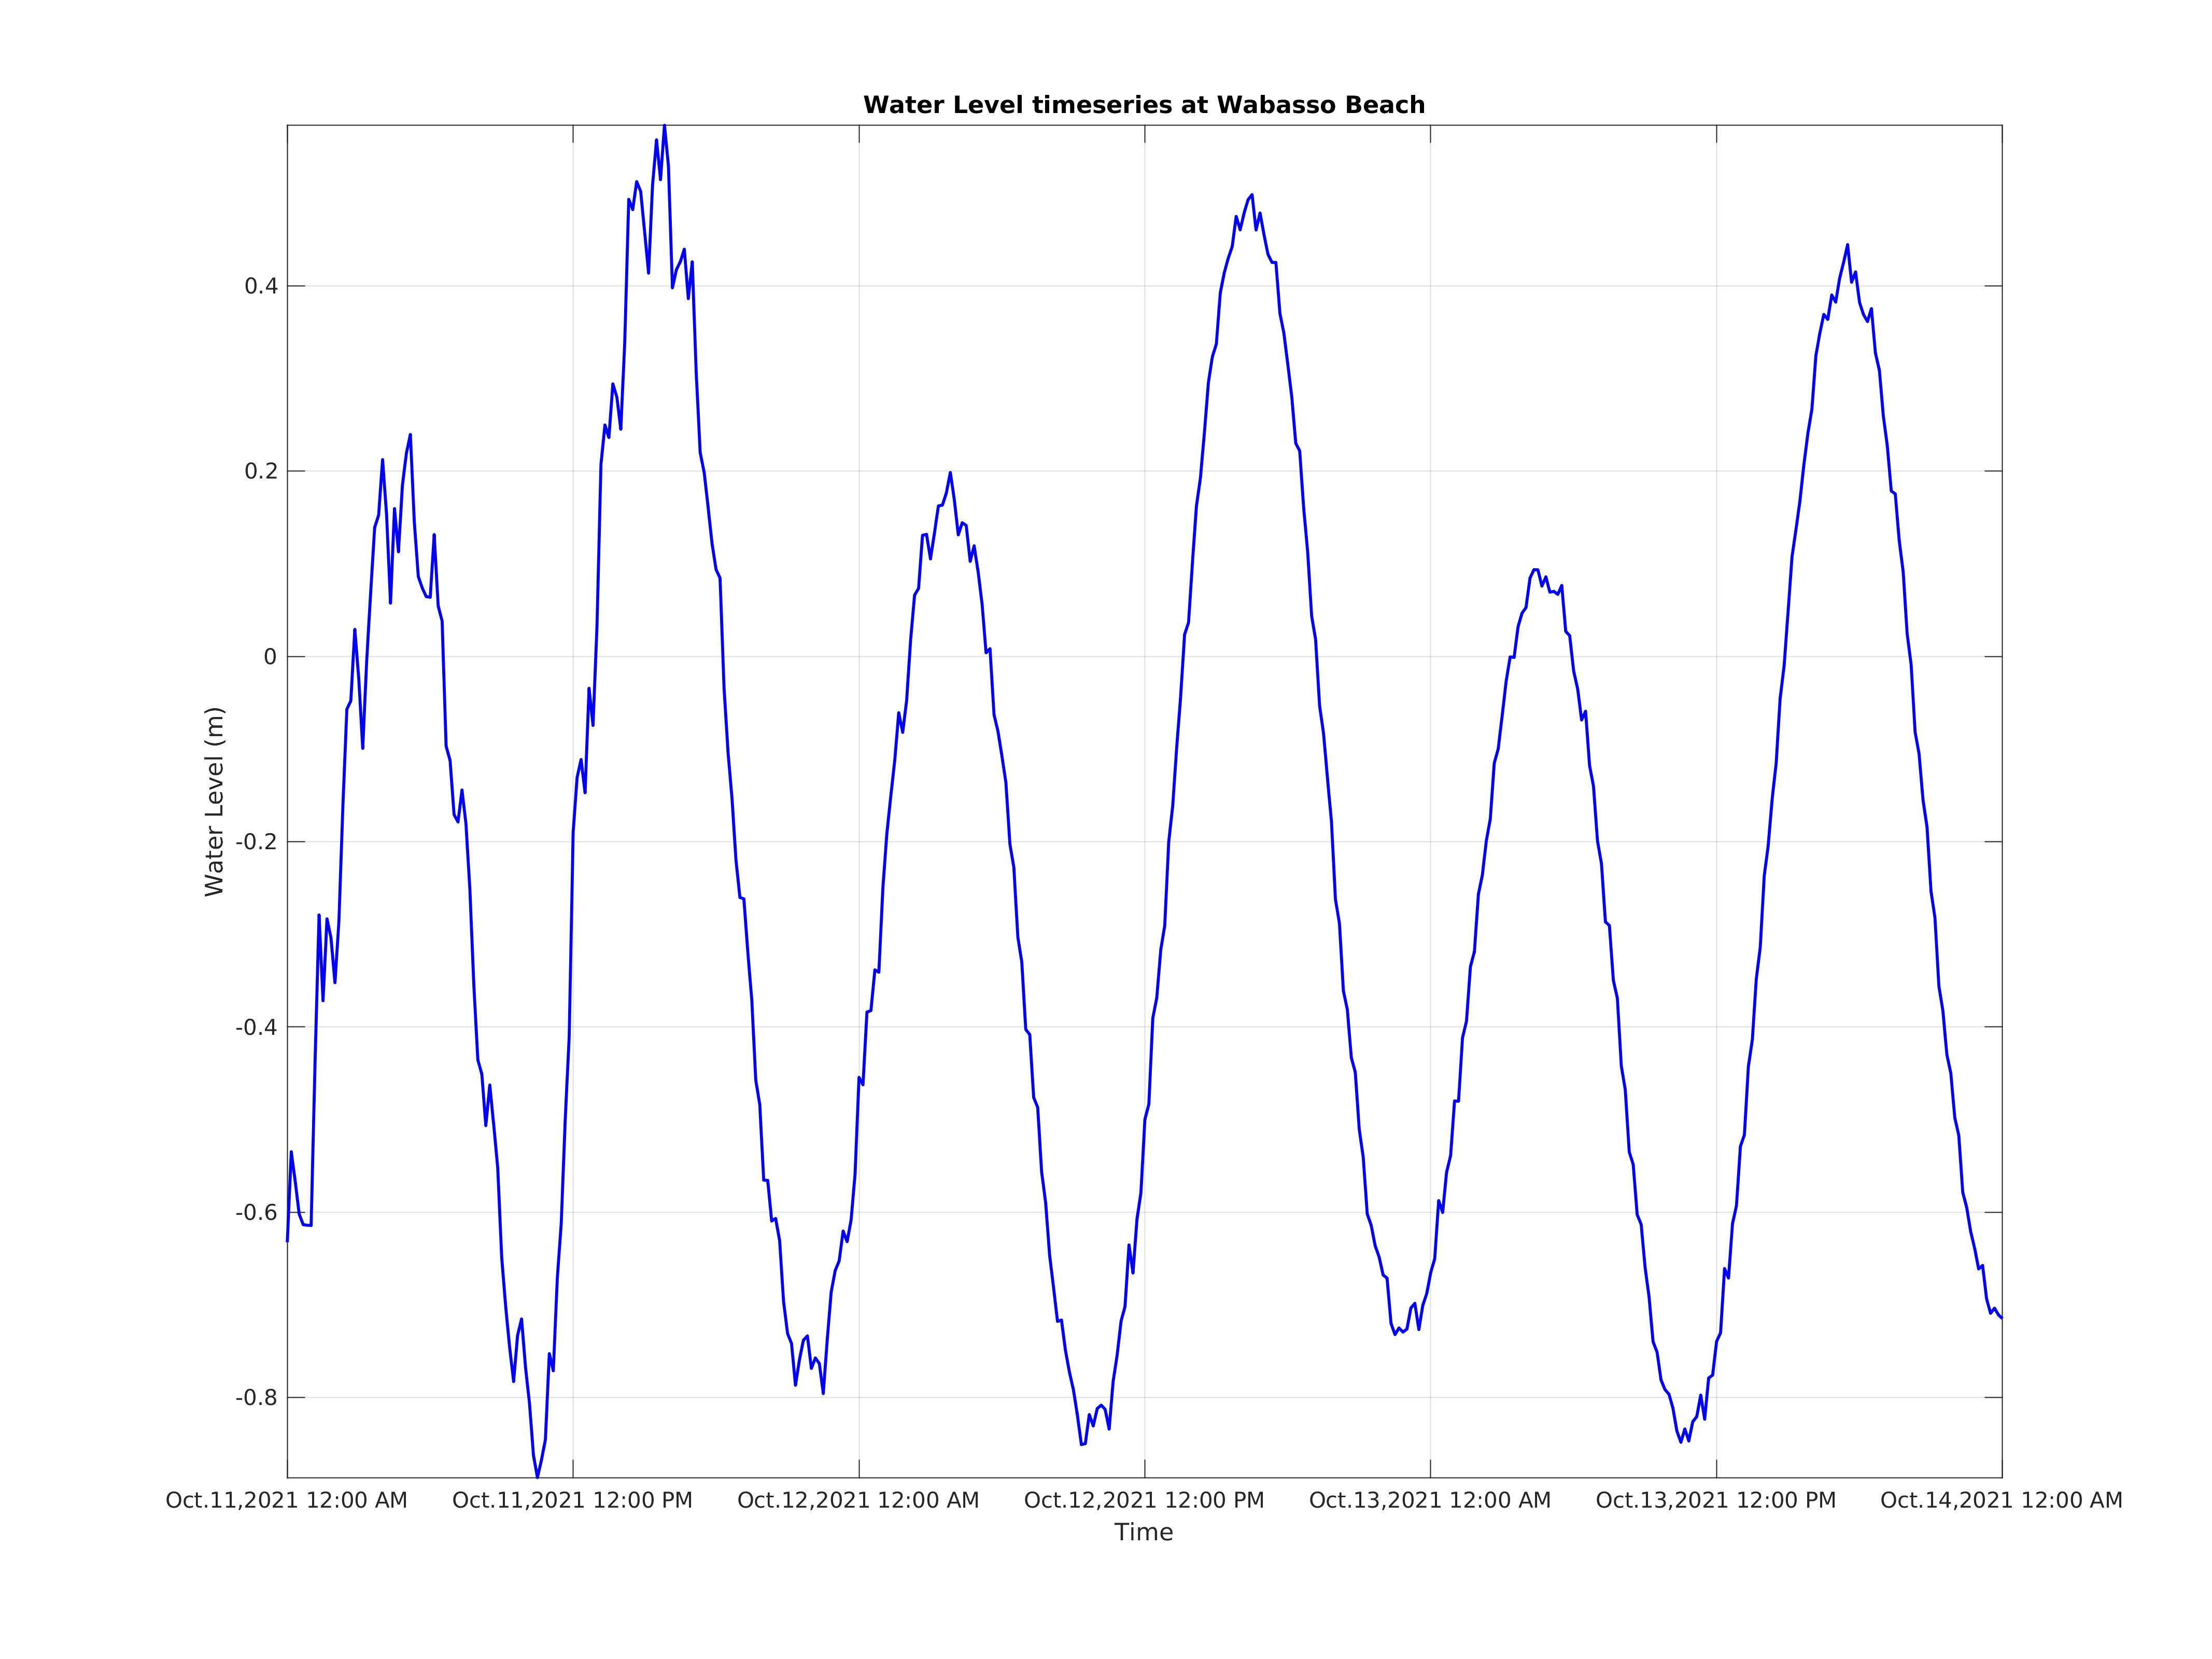 Water Level timeseries at Wabasso Beach
Water Level (m)
0.4
0.2
0
-0.2
-0.4
-0.6
-0.8
Oct.11,2021 12:00 AM Oct.11,2021 12:00 PM Oct.12,2021 12:00 AM Oct.12,2021 12:00 PM Oct.13,2021 12:00 AM Oct.13,2021 12:00 PM Oct.14,2021 12:00 AM
Time